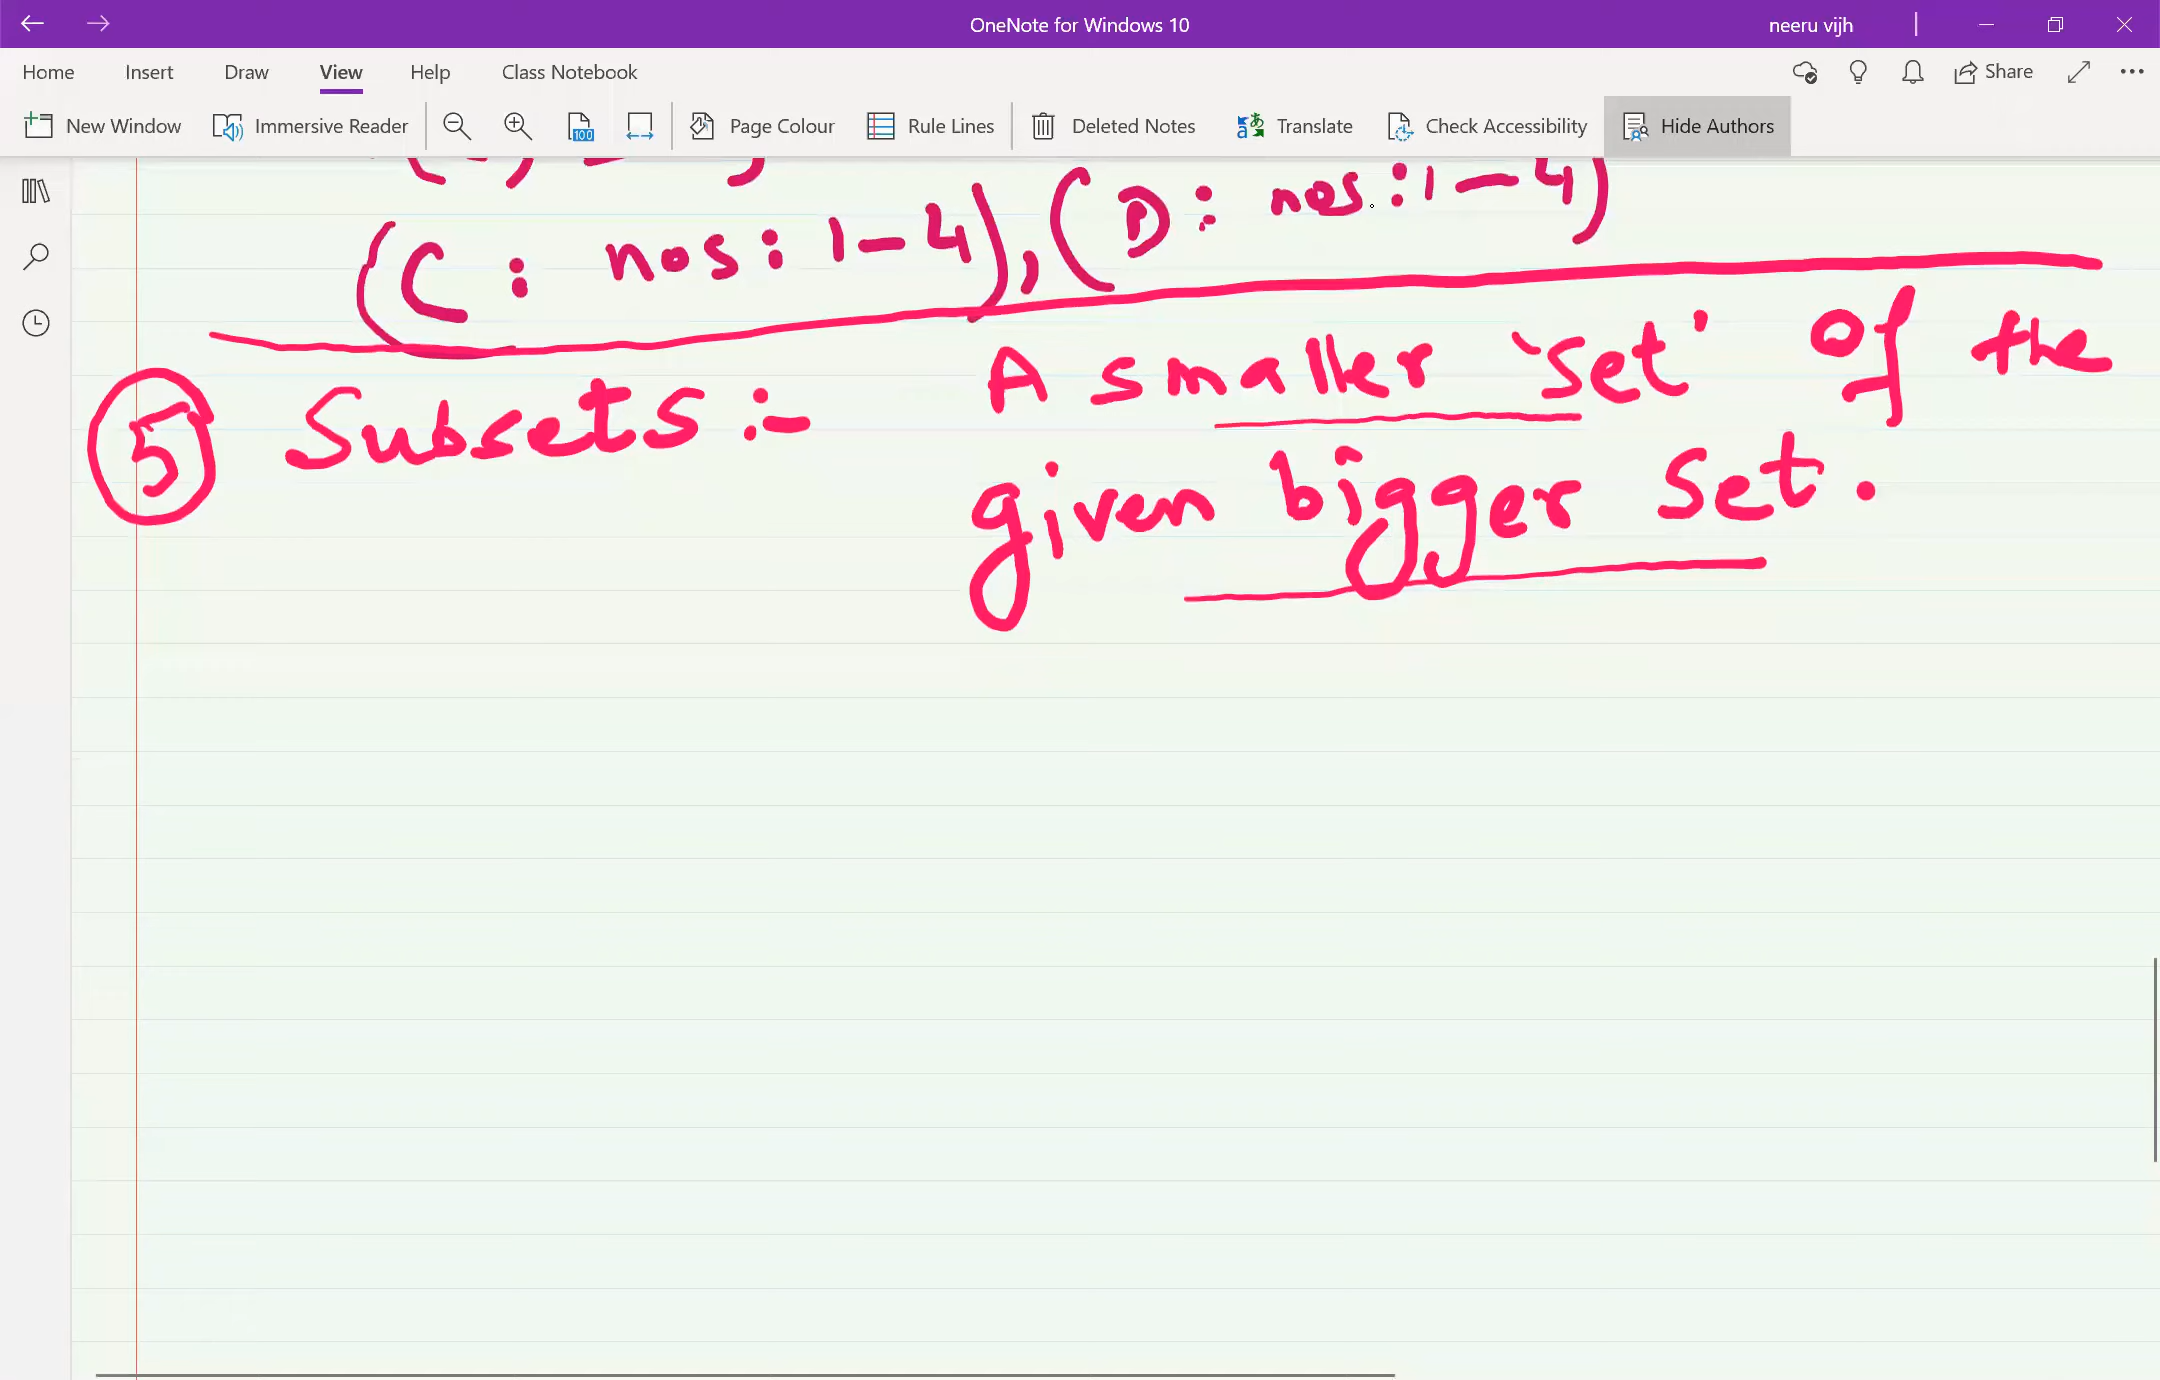 OneNote for Windows 10
neeru vijh
Home Insert Draw View Help Class Notebook
Share
New Window Immersive Reader 100 Page Colour Rule Lines Deleted Notes Translate Check Accessibility Hide Authors
(C : nos : 1 – 4), (D : nos : 1 – 4)
5 Subsets :- A smaller 'set' of the
given bigger set.